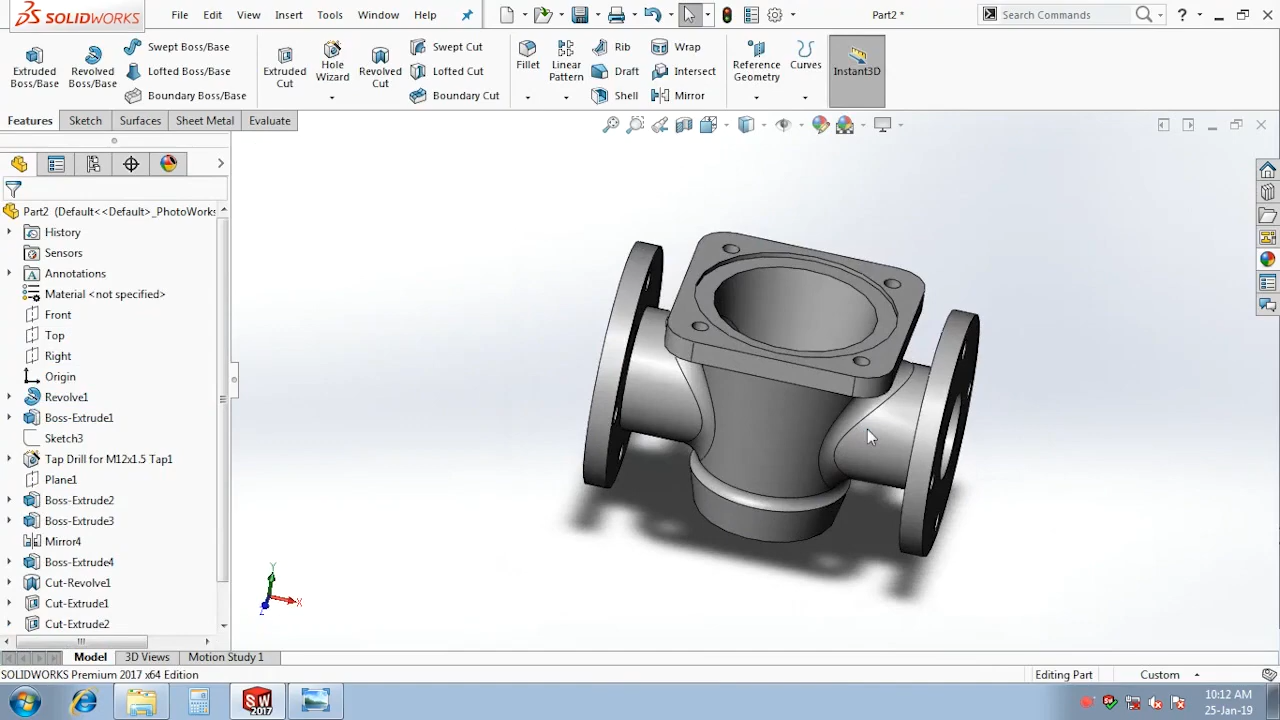 SOLIDWORKS File Edit View Insert Tools Window Help Part2 * Search Commands ?
Extruded Boss/Base Revolved Boss/Base Swept Boss/Base Lofted Boss/Base Boundary Boss/Base Extruded Cut Hole Wizard Revolved Cut Swept Cut Lofted Cut Boundary Cut Fillet Linear Pattern Rib Draft Shell Wrap Intersect Mirror Reference Geometry Curves Instant3D
Features Sketch Surfaces Sheet Metal Evaluate
Part2 (Default<<Default>_PhotoWorks
History
Sensors
Annotations
Material <not specified>
Front
Top
Right
Origin
Revolve1
Boss-Extrude1
Sketch3
Tap Drill for M12x1.5 Tap1
Plane1
Boss-Extrude2
Boss-Extrude3
Mirror4
Boss-Extrude4
Cut-Revolve1
Cut-Extrude1
Cut-Extrude2
Y
X
Z
Model 3D Views Motion Study 1
SOLIDWORKS Premium 2017 x64 Edition Editing Part Custom
SW 2017
10:12 AM
25-Jan-19